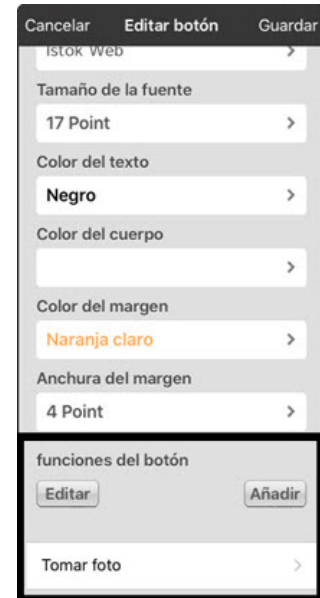 Cancelar Editar botón Guardar
Istok Web
Tamaño de la fuente
17 Point
Color del texto
Negro
Color del cuerpo
Color del margen
Naranja claro
Anchura del margen
4 Point
funciones del botón
Editar Añadir
Tomar foto